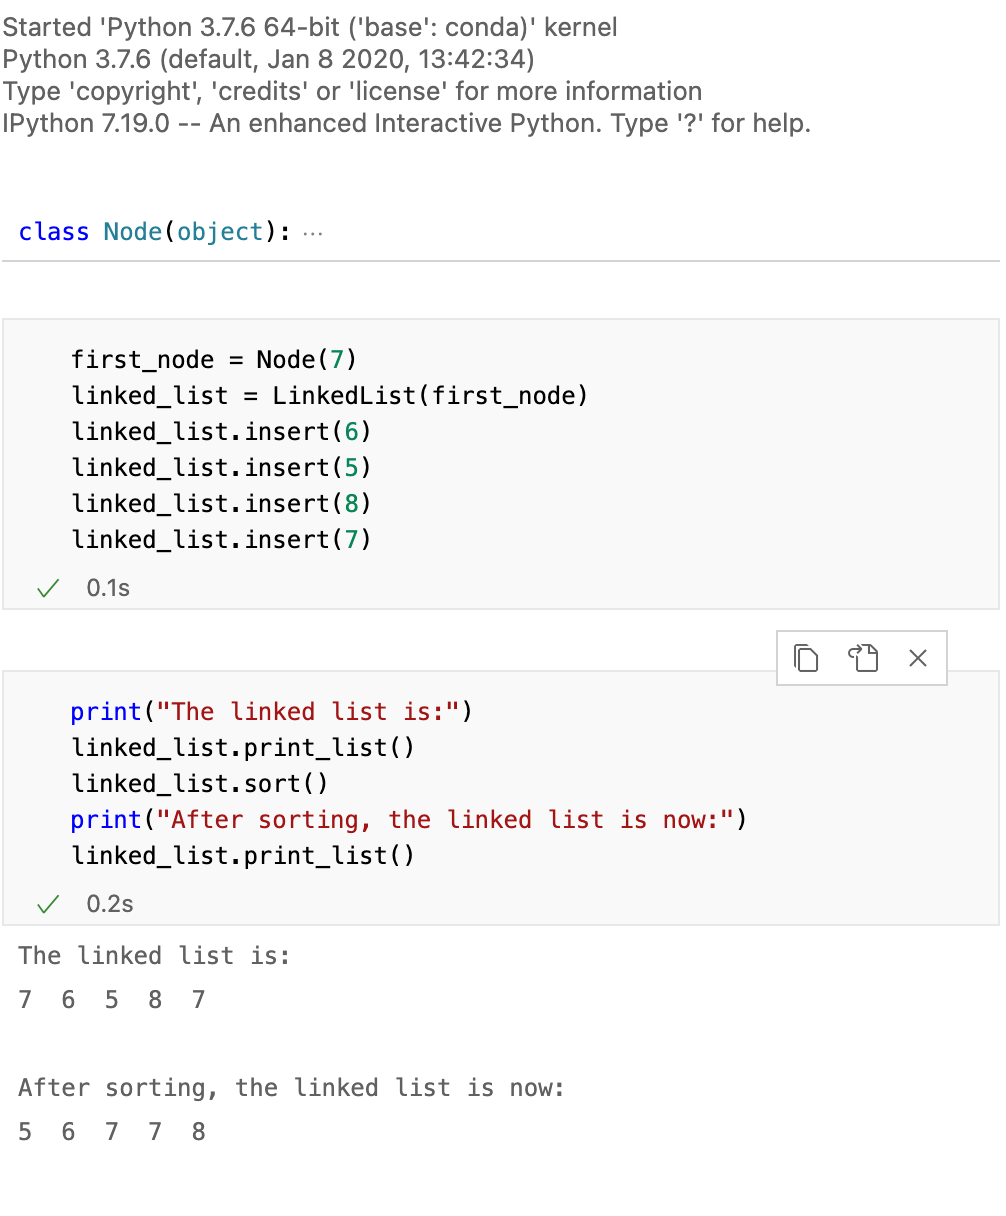 Started 'Python 3.7.6 64-bit ('base': conda)' kernel
Python 3.7.6 (default, Jan 8 2020, 13:42:34)
Type 'copyright', 'credits' or 'license' for more information
IPython 7.19.0 -- An enhanced Interactive Python. Type '?' for help.
class Node(object): ···
first_node = Node(7)
linked_list = LinkedList(first_node)
linked_list.insert(6)
linked_list.insert(5)
linked_list.insert(8)
linked_list.insert(7)
✓ 0.1s
print("The linked list is:")
linked_list.print_list()
linked_list.sort()
print("After sorting, the linked list is now:")
linked_list.print_list()
✓ 0.2s
The linked list is:
7  6  5  8  7
After sorting, the linked list is now:
5  6  7  7  8